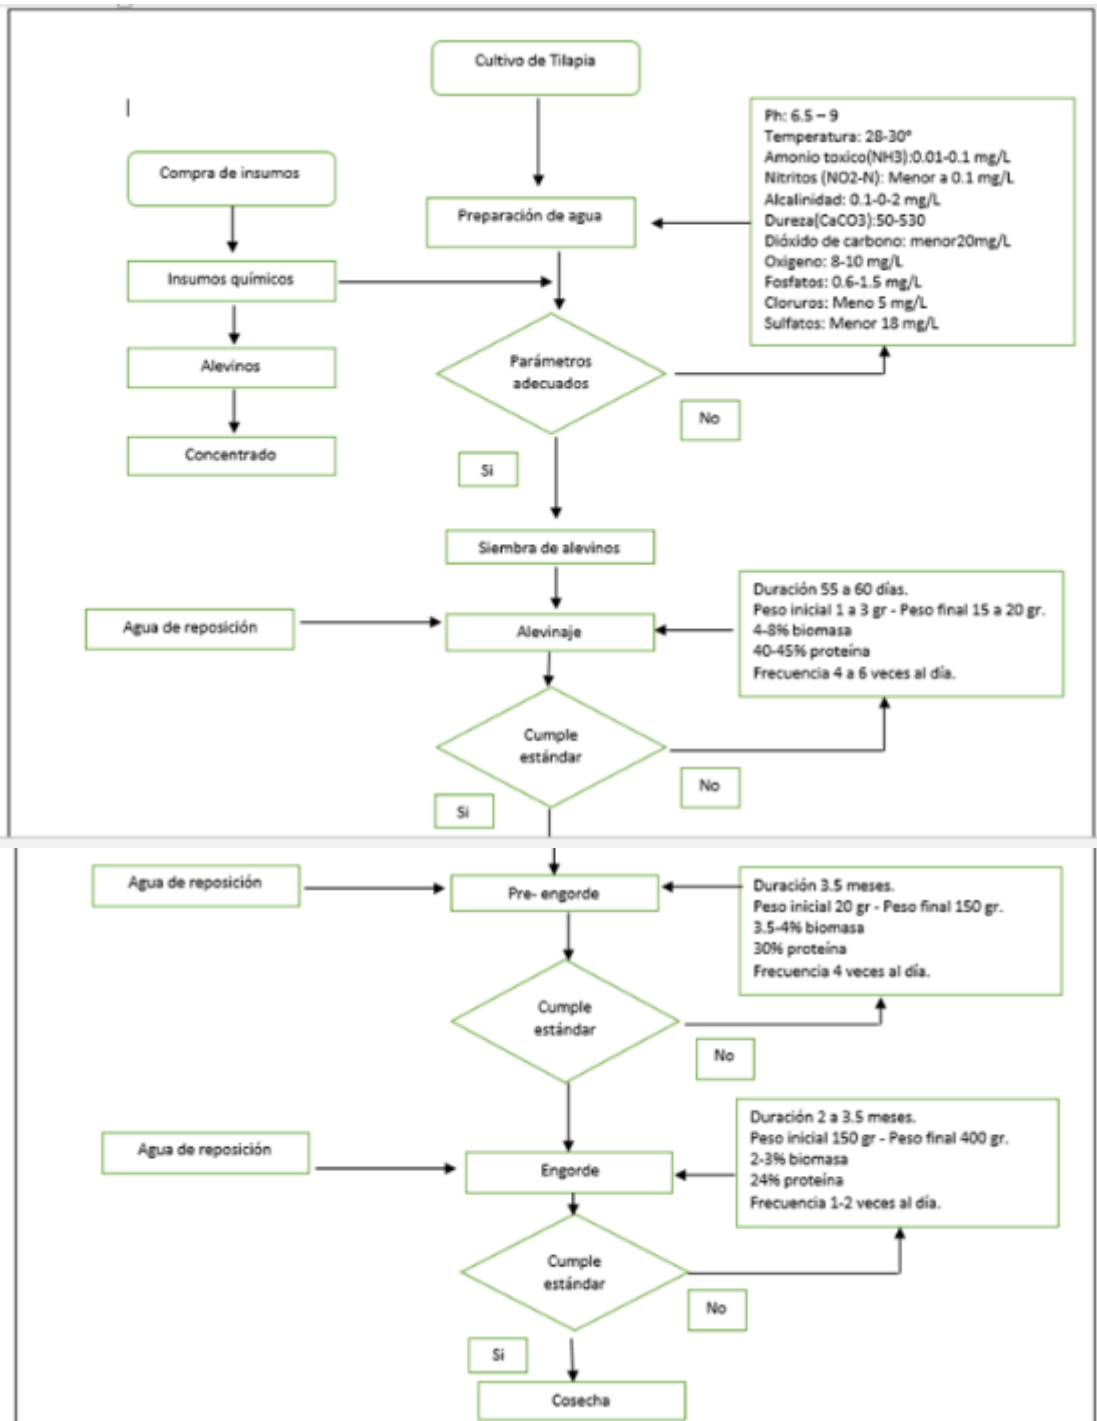 Cultivo de Tilapia
Ph: 6.5 – 9
Temperatura: 28-30°
Amonio toxico(NH3):0.01-0.1 mg/L
Nitritos (NO2-N): Menor a 0.1 mg/L
Alcalinidad: 0.1-0-2 mg/L
Dureza(CaCO3):50-530
Dióxido de carbono: menor20mg/L
Oxigeno: 8-10 mg/L
Fosfatos: 0.6-1.5 mg/L
Cloruros: Meno 5 mg/L
Sulfatos: Menor 18 mg/L
Compra de insumos
Preparación de agua
Insumos químicos
Alevinos
Parámetros
adecuados
No
Concentrado
Si
Siembra de alevinos
Agua de reposición
Alevinaje
Duración 55 a 60 días.
Peso inicial 1 a 3 gr - Peso final 15 a 20 gr.
4-8% biomasa
40-45% proteína
Frecuencia 4 a 6 veces al día.
Cumple
estándar
No
Si
Agua de reposición
Pre- engorde
Duración 3.5 meses.
Peso inicial 20 gr - Peso final 150 gr.
3.5-4% biomasa
30% proteína
Frecuencia 4 veces al día.
Cumple
estándar
No
Agua de reposición
Engorde
Duración 2 a 3.5 meses.
Peso inicial 150 gr - Peso final 400 gr.
2-3% biomasa
24% proteína
Frecuencia 1-2 veces al día.
Cumple
estándar
No
Si
Cosecha